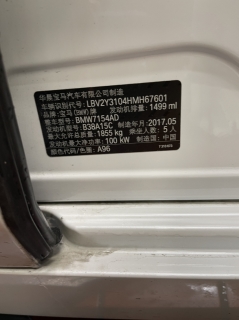 华晨宝马汽车有限公司制造
车辆识别代号: LBV2Y3104HMH67601
品牌: 宝马(BMW)牌 发动机排量: 1499 ml
整车型号: BMW7154AD
发动机型号: B38A15C 制造年月: 2017.05
最大允许总质量: 1855 kg 乘坐人数: 5 人
发动机最大净功率: 100 kW 制造国: 中国
颜色代码/色圈: A96